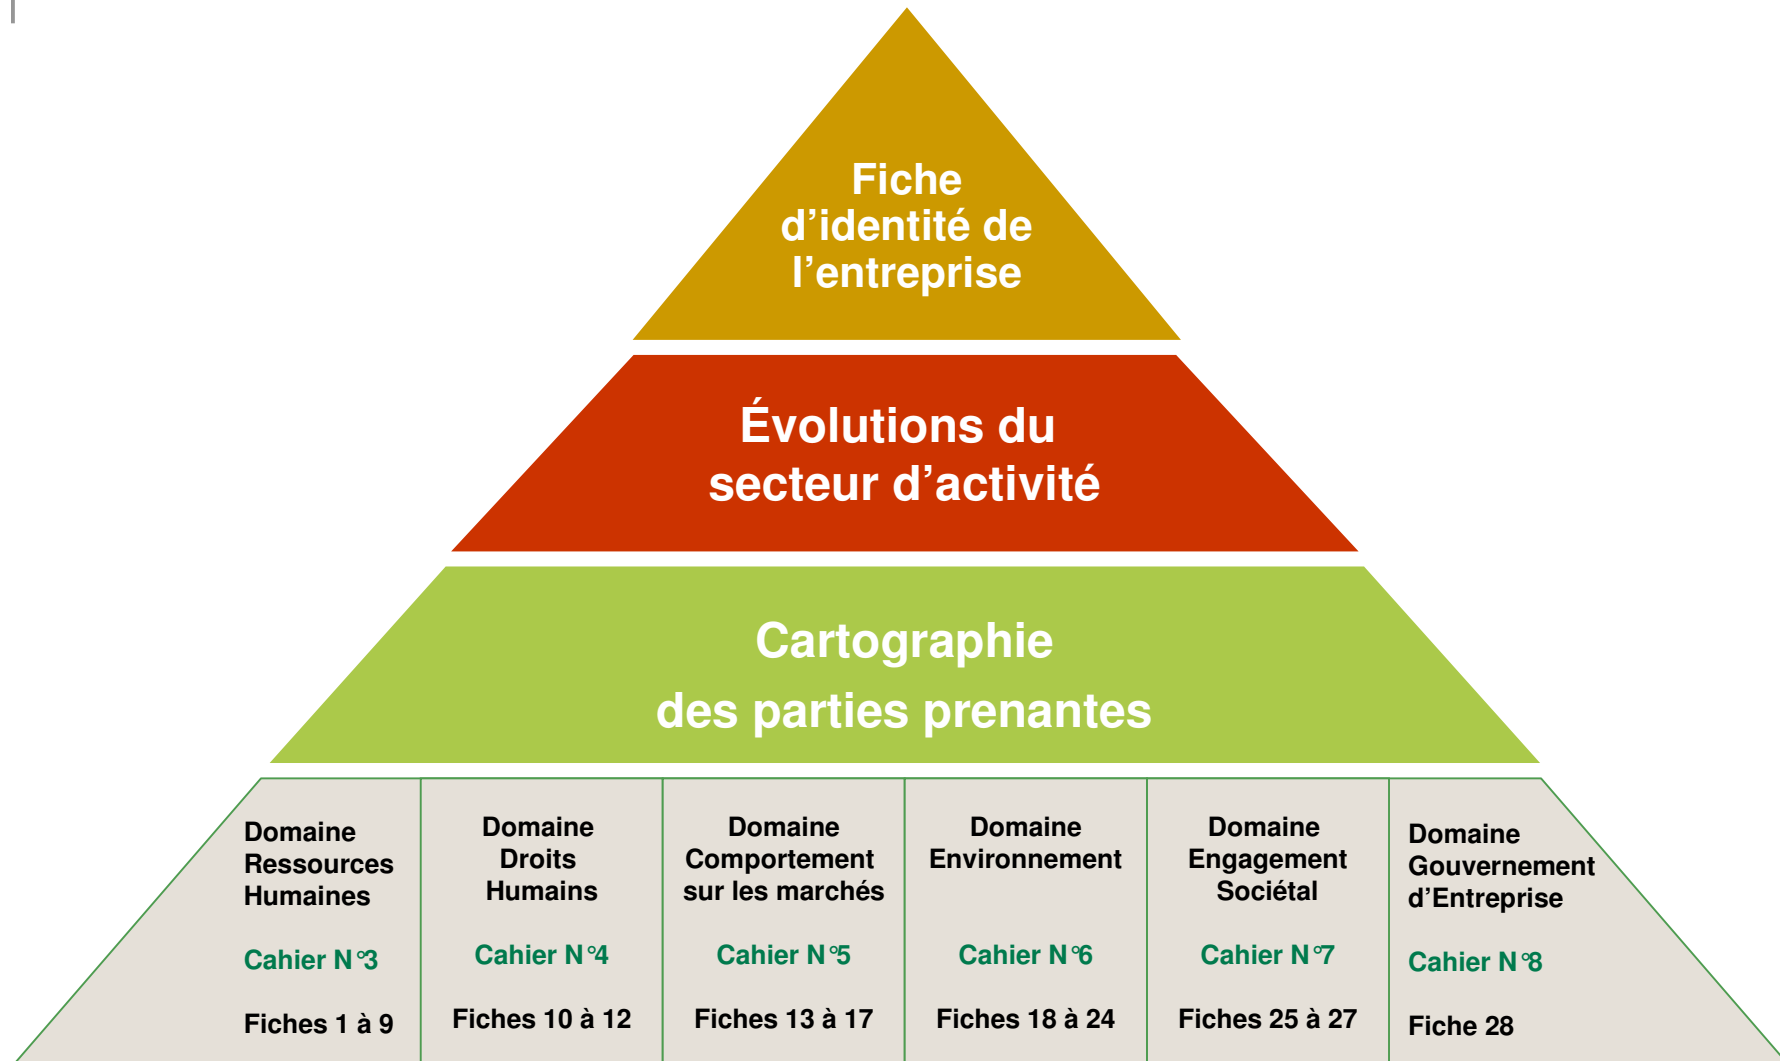 Fiche
d’identité de
l’entreprise
Évolutions du
secteur d’activité
Cartographie
des parties prenantes
Domaine
Ressources
Humaines
Cahier N°3
Fiches 1 à 9
Domaine
Droits
Humains
Cahier N°4
Fiches 10 à 12
Domaine
Comportement
sur les marchés
Cahier N°5
Fiches 13 à 17
Domaine
Environnement
Cahier N°6
Fiches 18 à 24
Domaine
Engagement
Sociétal
Cahier N°7
Fiches 25 à 27
Domaine
Gouvernement
d’Entreprise
Cahier N°8
Fiche 28